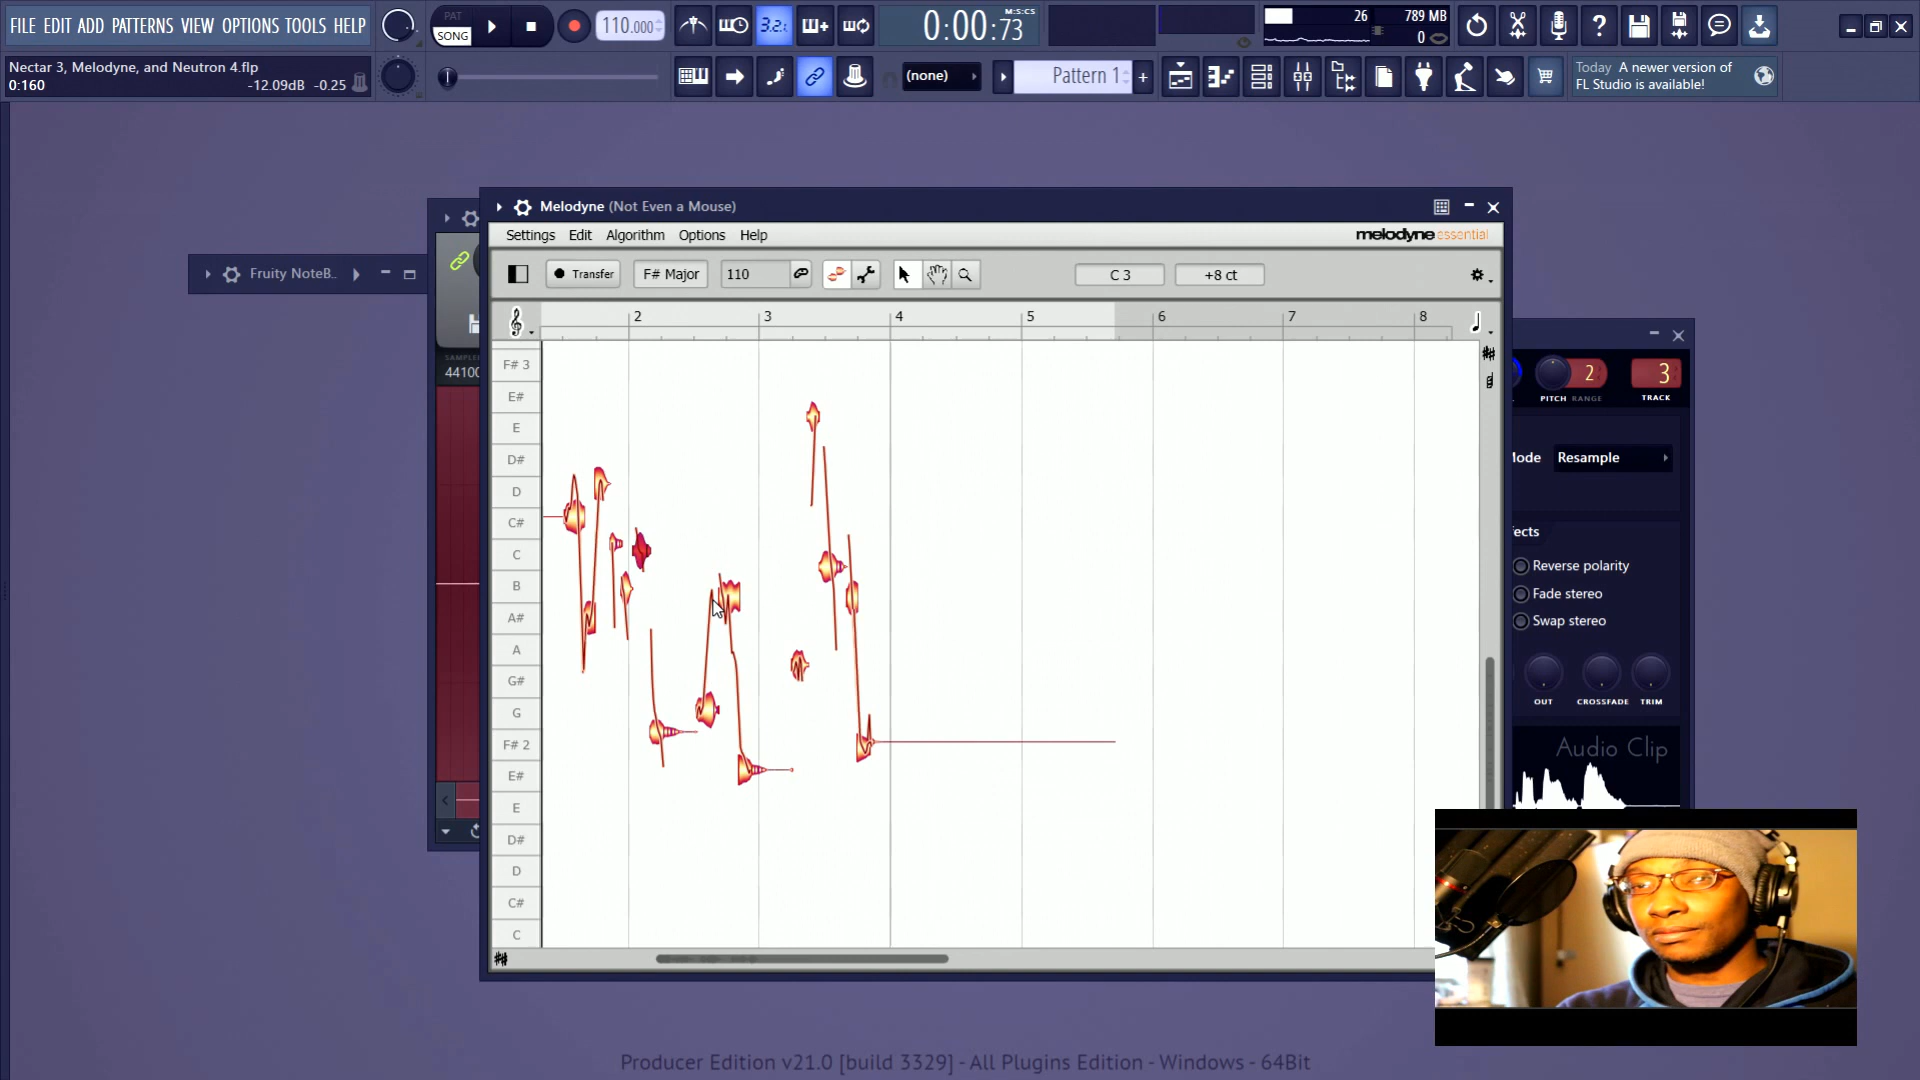 FILE EDIT ADD PATTERNS VIEW OPTIONS TOOLS HELP
PAT
SONG
110.000
3.2.
0:00:73
M:S:CS
26
789 MB
0
Nectar 3, Melodyne, and Neutron 4.flp
0:160
-12.09dB -0.25
(none)
Pattern 1
Today A newer version of
FL Studio is available!
Melodyne (Not Even a Mouse)
Settings Edit Algorithm Options Help
melodyne essential
Fruity NoteB..
Transfer
F# Major
110
C 3
+8 ct
2 3 4 5 6 7 8
F# 3
E#
E
D#
D
C#
C
B
A#
A
G#
G
F# 2
E#
E
D#
D
C#
C
44100
2
3
PITCH RANGE
TRACK
Mode
Resample
ects
Reverse polarity
Fade stereo
Swap stereo
OUT
CROSSFADE
TRIM
Audio Clip
Producer Edition v21.0 [build 3329] - All Plugins Edition - Windows - 64Bit